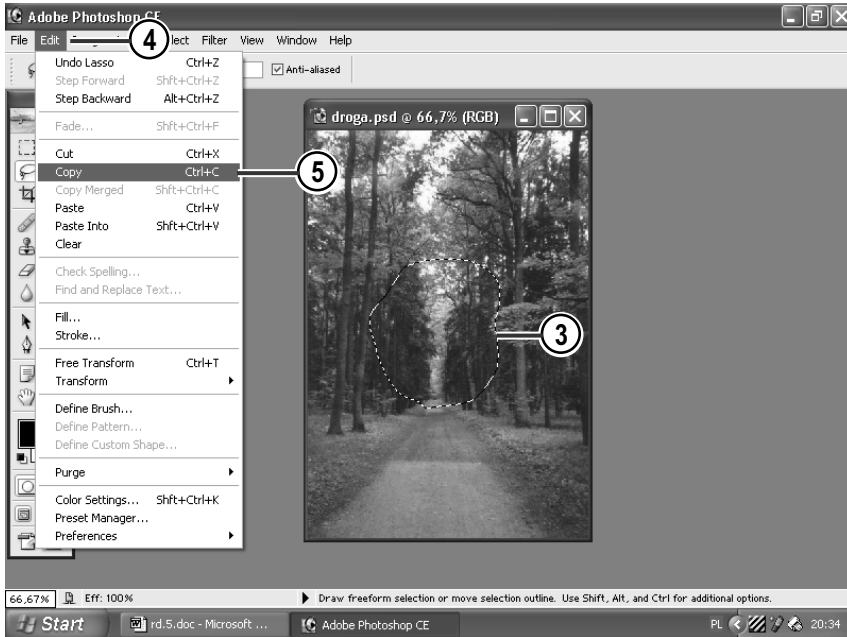 Adobe Photoshop CE
File Edit 4 lect Filter View Window Help
Anti-aliased
Undo Lasso Ctrl+Z
Step Forward Shft+Ctrl+Z
Step Backward Alt+Ctrl+Z
Fade... Shft+Ctrl+F
Cut Ctrl+X
Copy Ctrl+C 5
Copy Merged Shft+Ctrl+C
Paste Ctrl+V
Paste Into Shft+Ctrl+V
Clear
Check Spelling...
Find and Replace Text...
Fill...
Stroke...
Free Transform Ctrl+T
Transform
Define Brush...
Define Pattern...
Define Custom Shape...
Purge
Color Settings... Shft+Ctrl+K
Preset Manager...
Preferences
droga.psd @ 66,7% (RGB)
3
66,67% Eff: 100% Draw freeform selection or move selection outline. Use Shift, Alt, and Ctrl for additional options.
Start rd.5.doc - Microsoft ... Adobe Photoshop CE PL 20:34